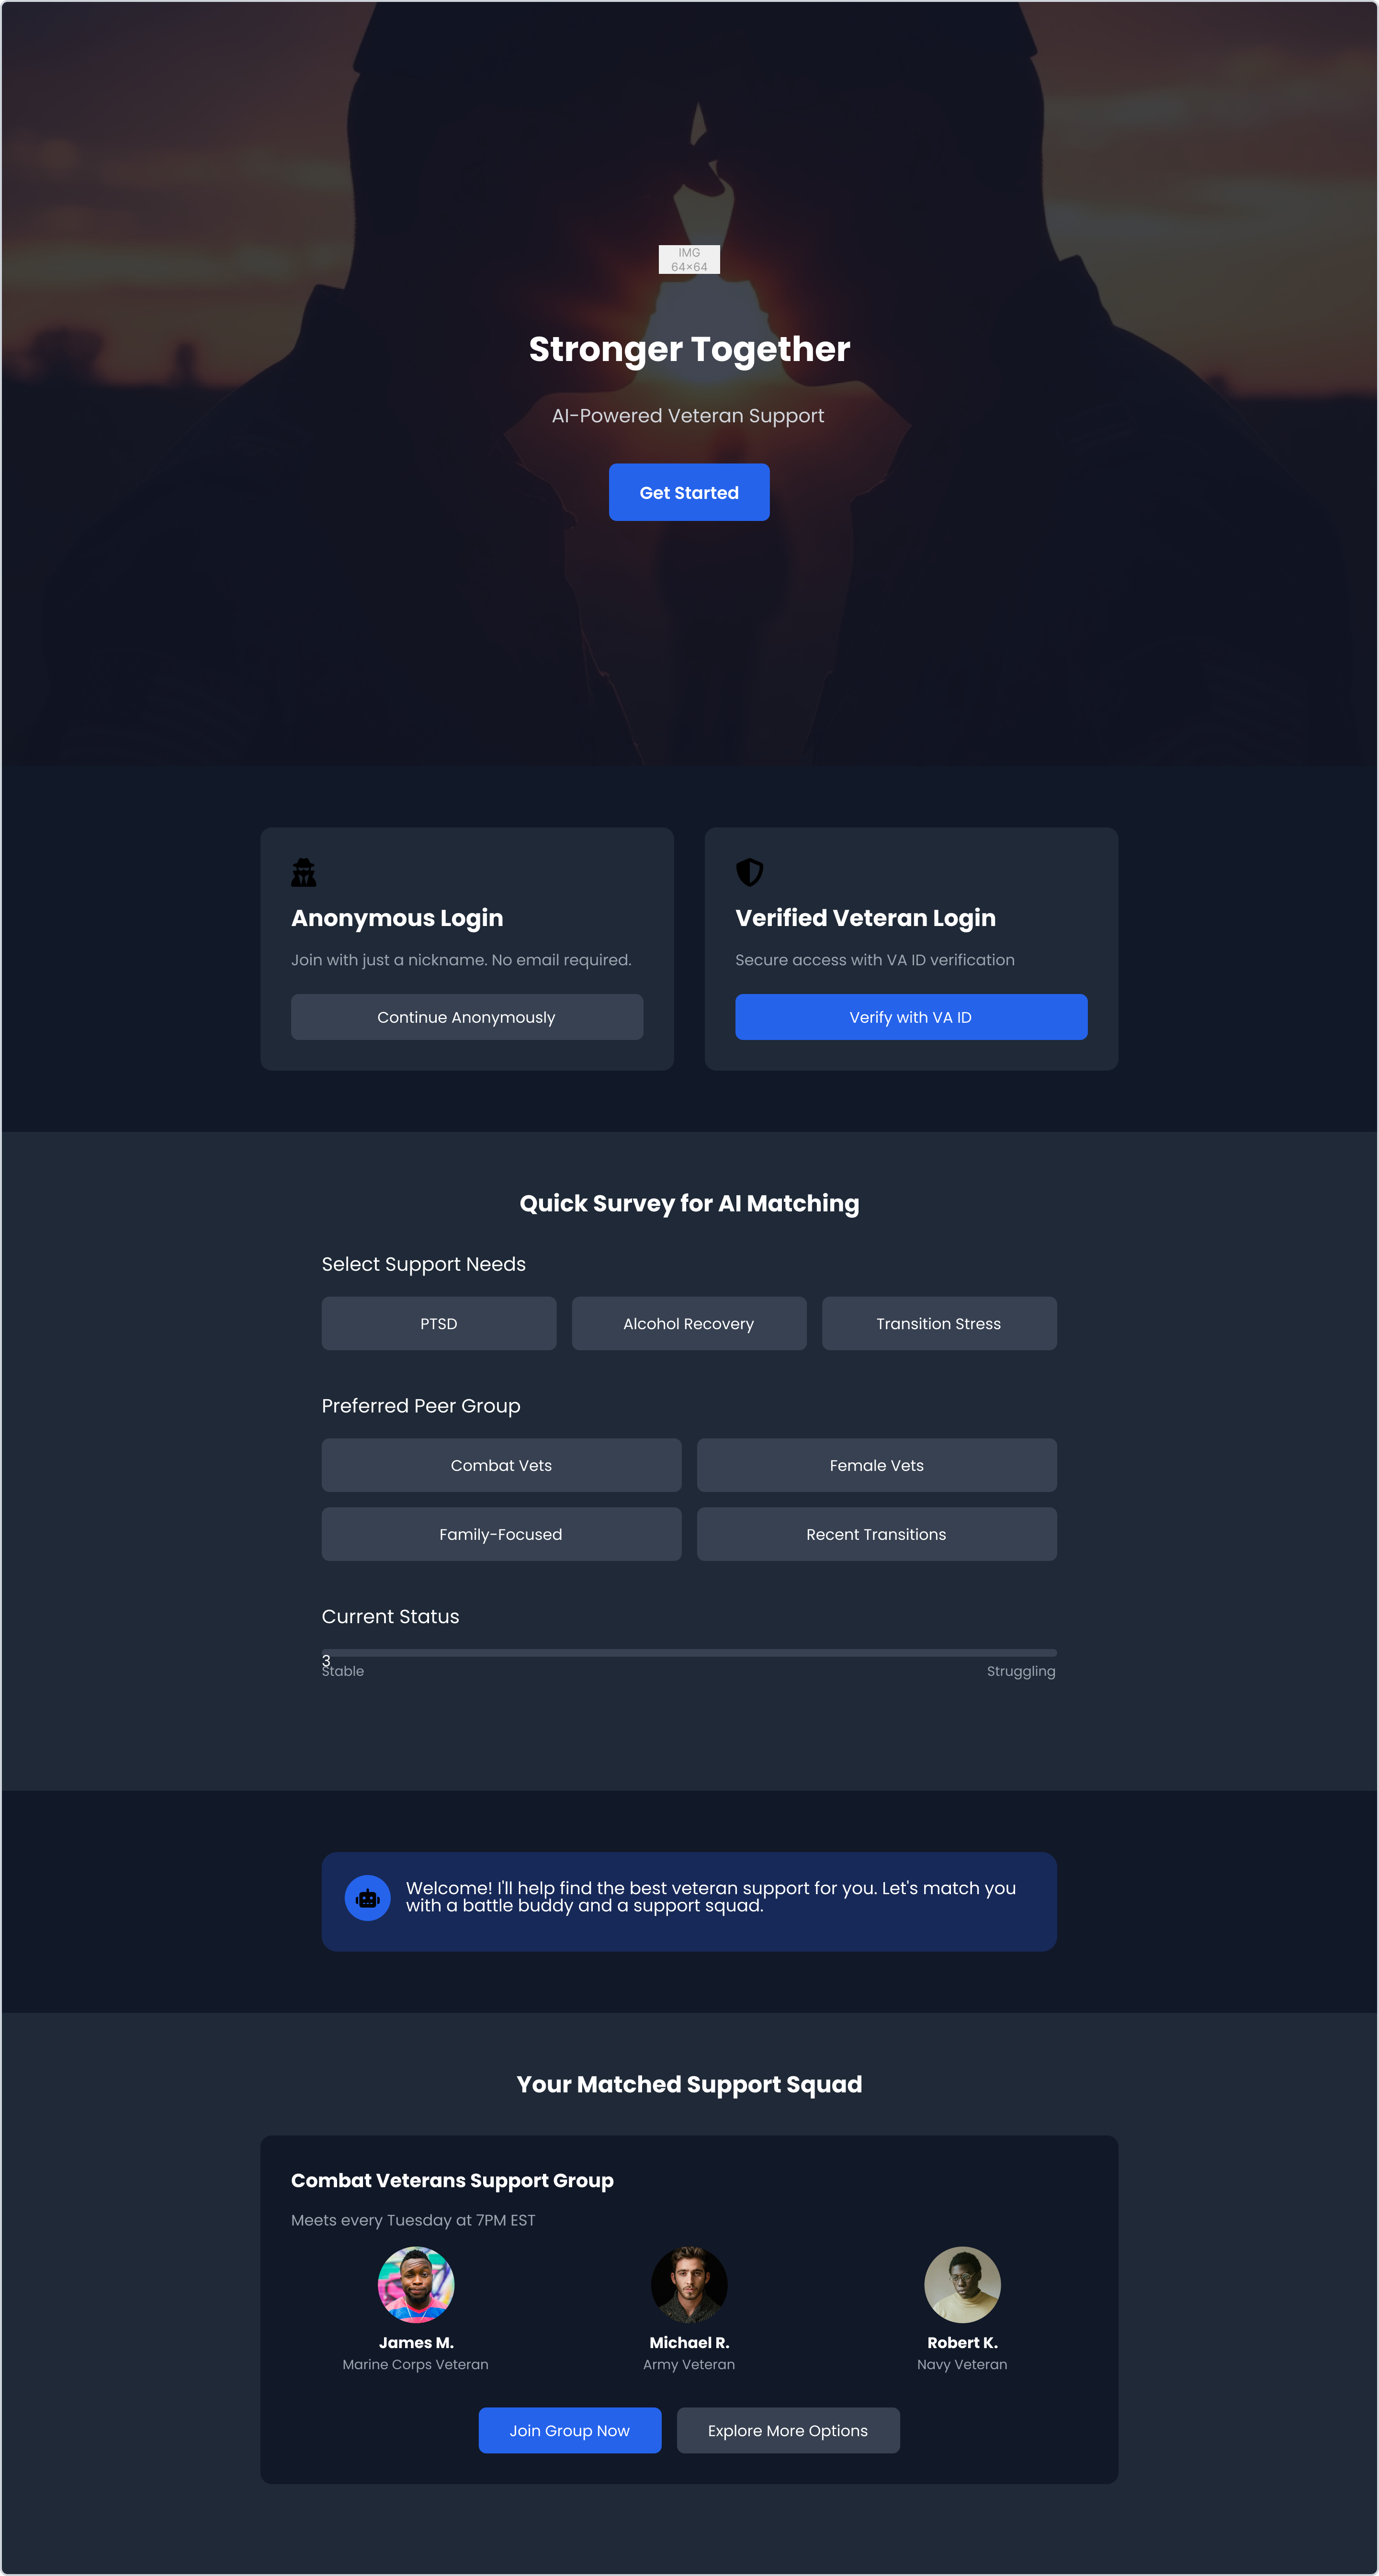 IMG
64×64
Stronger Together
AI-Powered Veteran Support
Get Started
Anonymous Login
Join with just a nickname. No email required.
Continue Anonymously
Verified Veteran Login
Secure access with VA ID verification
Verify with VA ID
Quick Survey for AI Matching
Select Support Needs
PTSD
Alcohol Recovery
Transition Stress
Preferred Peer Group
Combat Vets
Female Vets
Family-Focused
Recent Transitions
Current Status
3
Stable
Struggling
Welcome! I'll help find the best veteran support for you. Let's match you
with a battle buddy and a support squad.
Your Matched Support Squad
Combat Veterans Support Group
Meets every Tuesday at 7PM EST
James M.
Marine Corps Veteran
Michael R.
Army Veteran
Robert K.
Navy Veteran
Join Group Now
Explore More Options